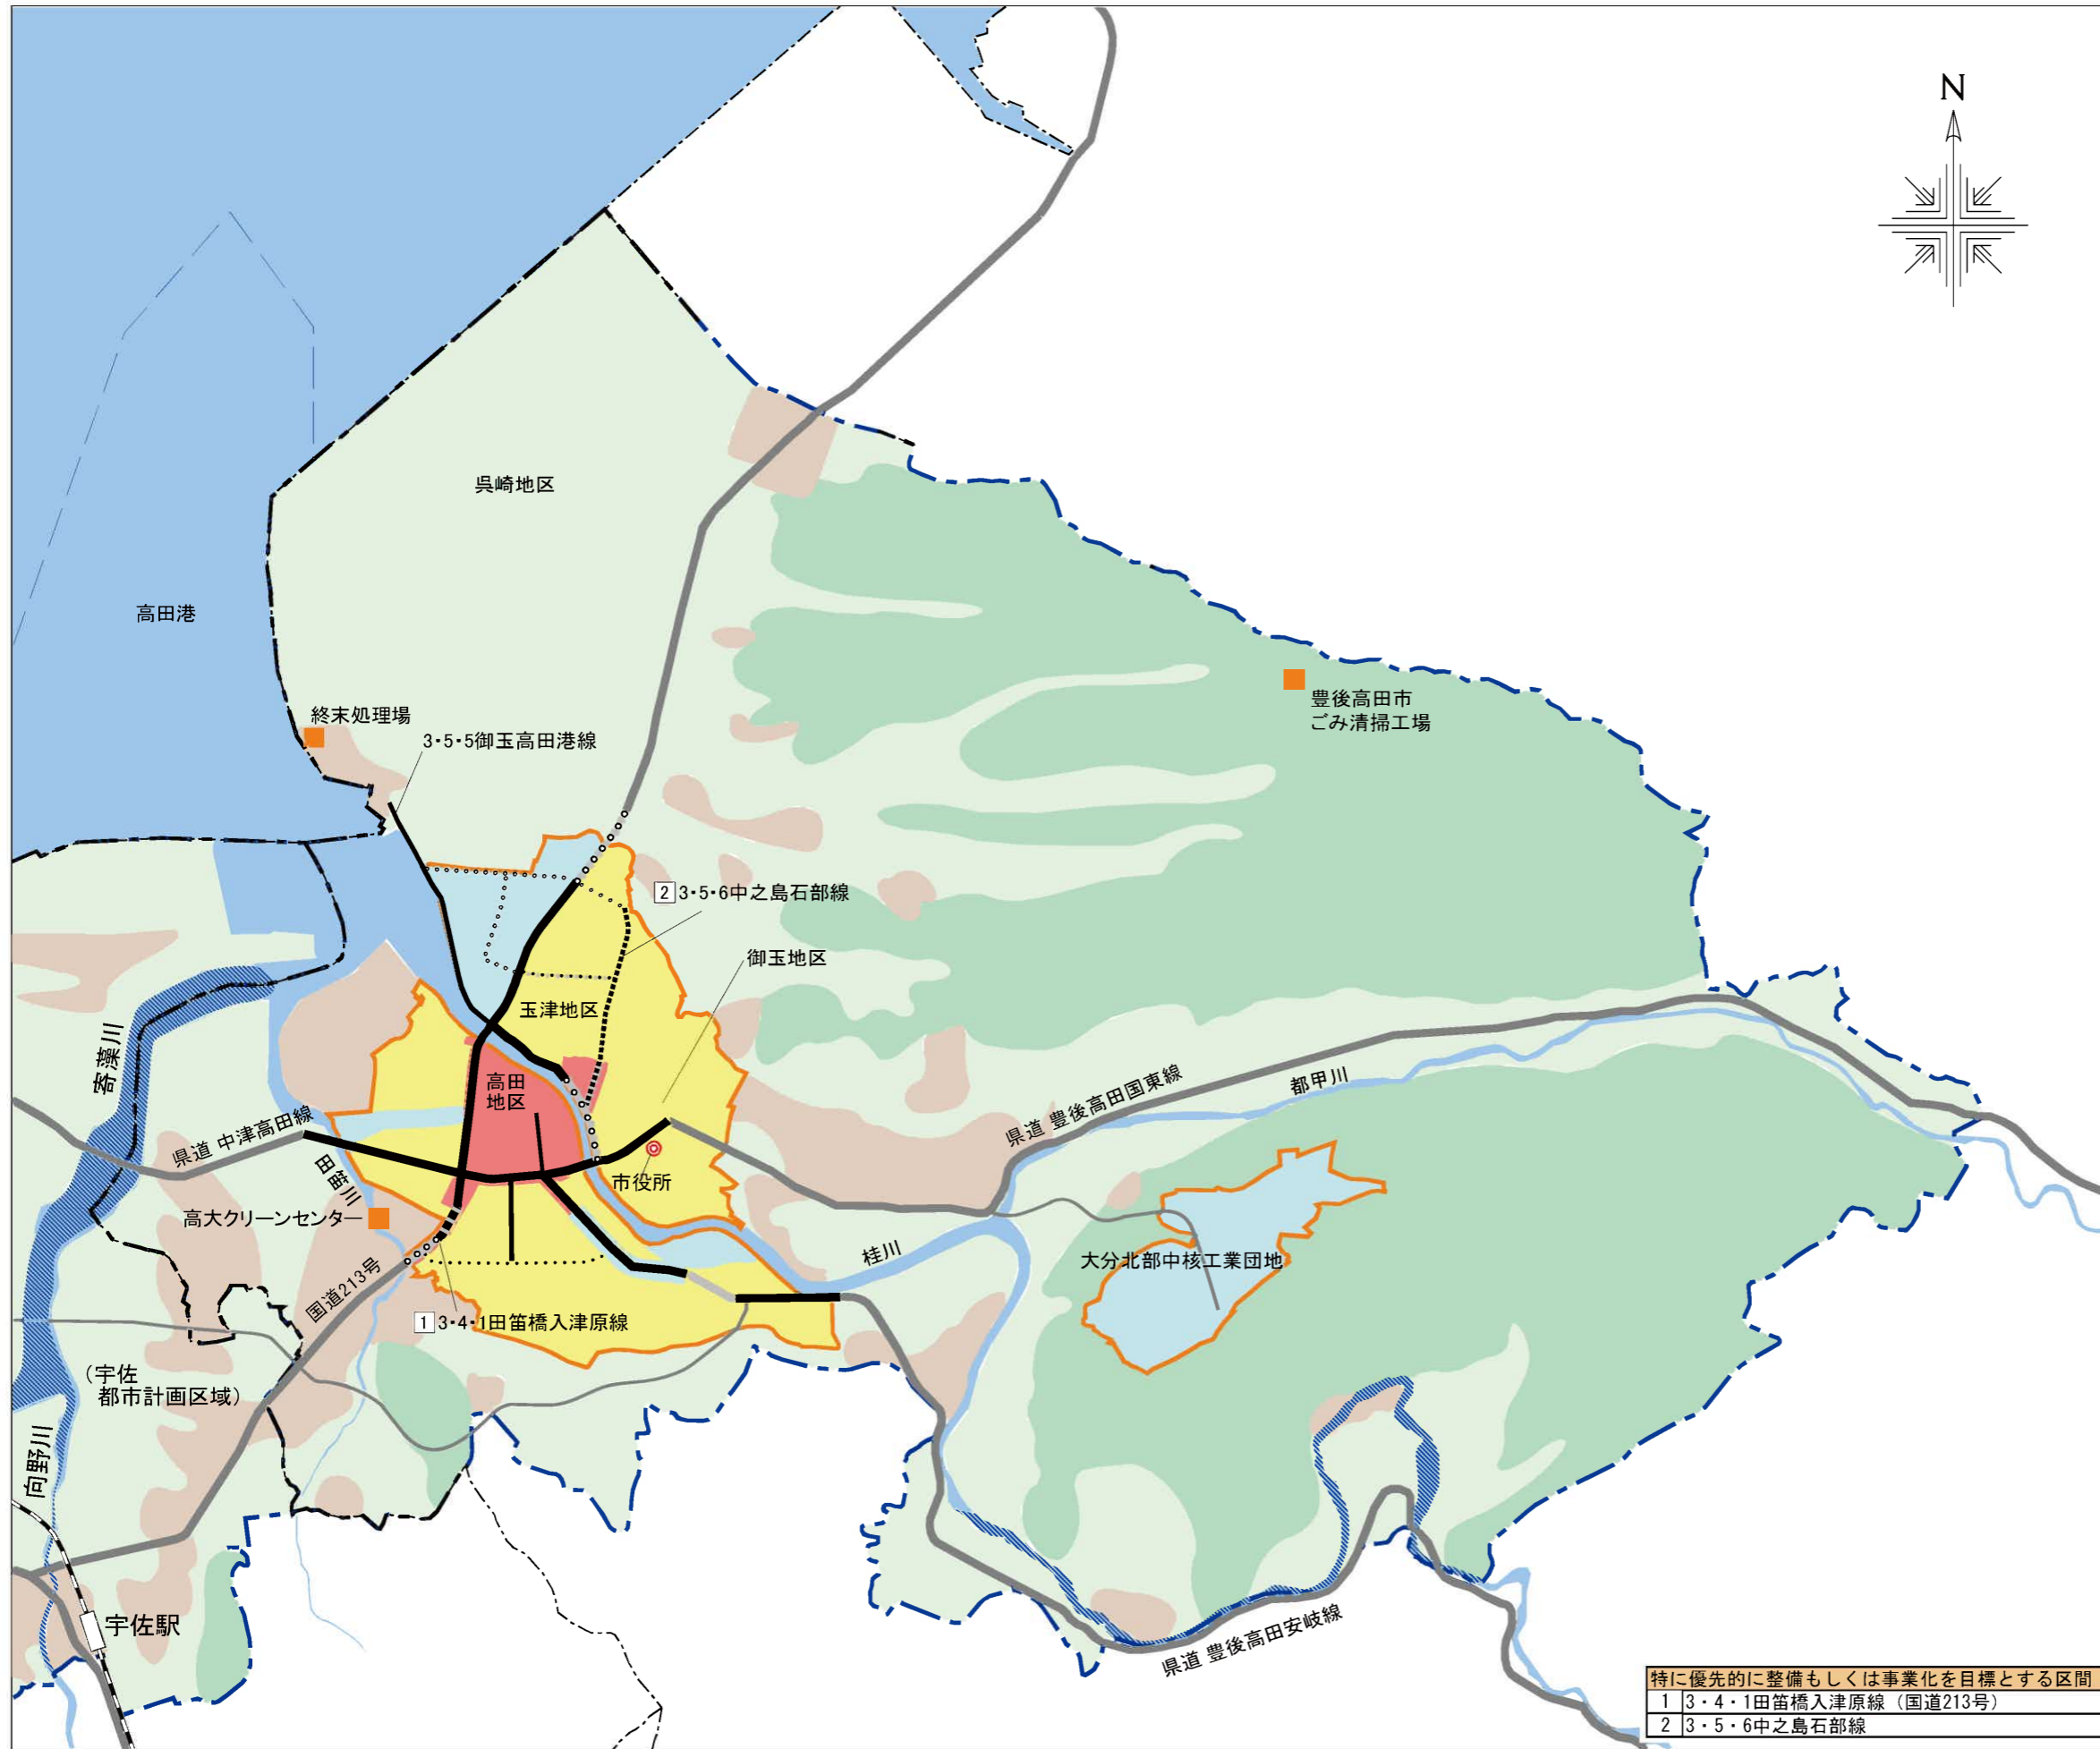 N
呉崎地区
高田港
豊後高田市
ごみ清掃工場
終末処理場
3・5・5御玉高田港線
2 3・5・6中之島石部線
御玉地区
玉津地区
寄藻川
高田
地区
都甲川
県道 豊後高田国東線
県道 中津高田線
田笛川
市役所
高大クリーンセンター
桂川
大分北部中核工業団地
国道213号
1 3・4・1田笛橋入津原線
(宇佐
都市計画区域)
向野川
宇佐駅
県道 豊後高田安岐線
特に優先的に整備もしくは事業化を目標とする区間
1 3・4・1田笛橋入津原線(国道213号)
2 3・5・6中之島石部線